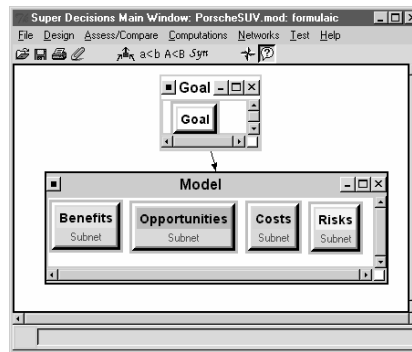 Super Decisions Main Window: PorscheSUV.mod: formulaic
File Design Assess/Compare Computations Networks Test Help
a<b A<B Syn
Goal
Goal
Model
Benefits Opportunities Costs Risks
Subnet Subnet Subnet Subnet